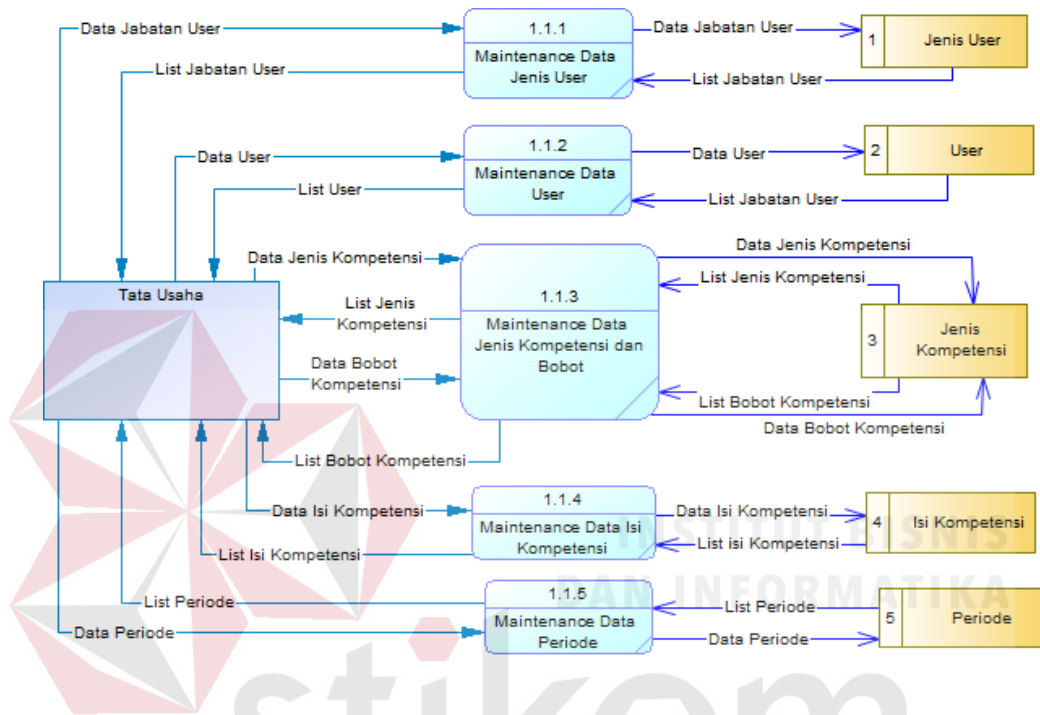 Data Jabatan User
List Jabatan User
1.1.1
Maintenance Data
Jenis User
Data Jabatan User
List Jabatan User
1
Jenis User
Data User
List User
1.1.2
Maintenance Data
User
Data User
List Jabatan User
2
User
Tata Usaha
Data Jenis Kompetensi
List Jenis
Kompetensi
Data Bobot
Kompetensi
List Bobot Kompetensi
1.1.3
Maintenance Data
Jenis Kompetensi dan
Bobot
Data Jenis Kompetensi
List Jenis Kompetensi
List Bobot Kompetensi
Data Bobot Kompetensi
3
Jenis
Kompetensi
Data Isi Kompetensi
List Isi Kompetensi
1.1.4
Maintenance Data Isi
Kompetensi
Data Isi Kompetensi
List isi Kompetensi
4
Isi Kompetensi
INSTITUT BISNIS
DAN INFORMATIKA
List Periode
Data Periode
1.1.5
Maintenance Data
Periode
List Periode
Data Periode
5
Periode
stikom